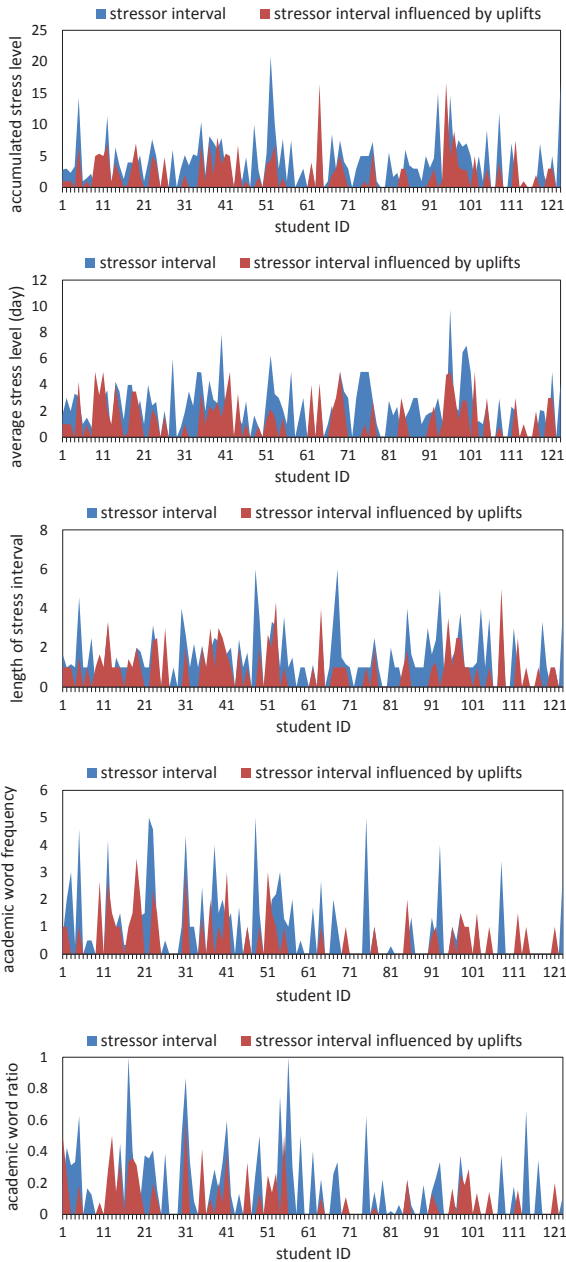 stressor interval stressor interval influenced by uplifts
25
20
15
10
5
0
accumulated stress level
1 11 21 31 41 51 61 71 81 91 101 111 121
student ID
stressor interval stressor interval influenced by uplifts
12
10
8
6
4
2
0
average stress level (day)
1 11 21 31 41 51 61 71 81 91 101 111 121
student ID
stressor interval stressor interval influenced by uplifts
8
6
4
2
0
length of stress interval
1 11 21 31 41 51 61 71 81 91 101 111 121
student ID
stressor interval stressor interval influenced by uplifts
6
5
4
3
2
1
0
academic word frequency
1 11 21 31 41 51 61 71 81 91 101 111 121
student ID
stressor interval stressor interval influenced by uplifts
1
0.8
0.6
0.4
0.2
0
academic word ratio
1 11 21 31 41 51 61 71 81 91 101 111 121
student ID